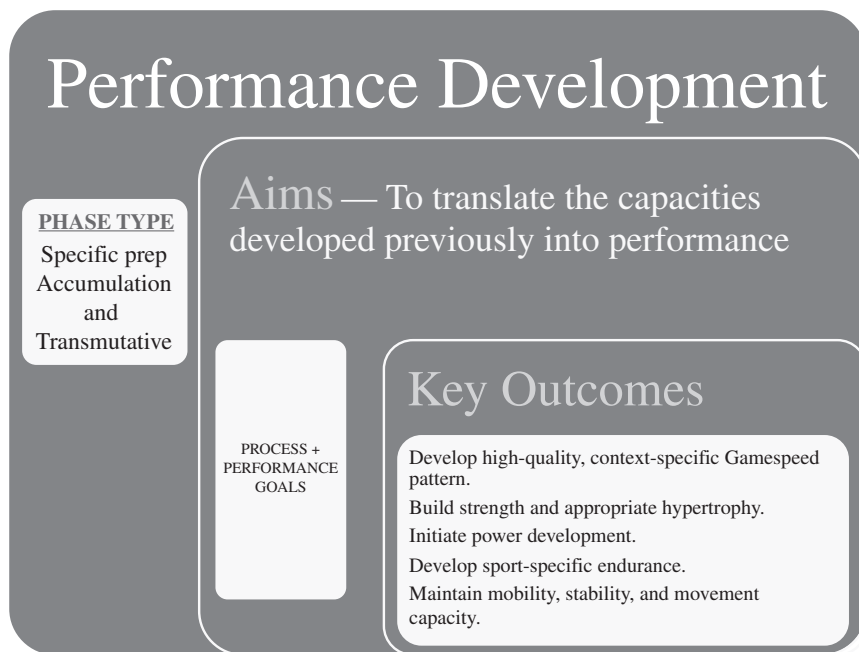 Performance Development
Aims — To translate the capacities
developed previously into performance
PHASE TYPE
Specific prep
Accumulation
and
Transmutative
PROCESS +
PERFORMANCE
GOALS
Key Outcomes
Develop high-quality, context-specific Gamespeed
pattern.
Build strength and appropriate hypertrophy.
Initiate power development.
Develop sport-specific endurance.
Maintain mobility, stability, and movement
capacity.